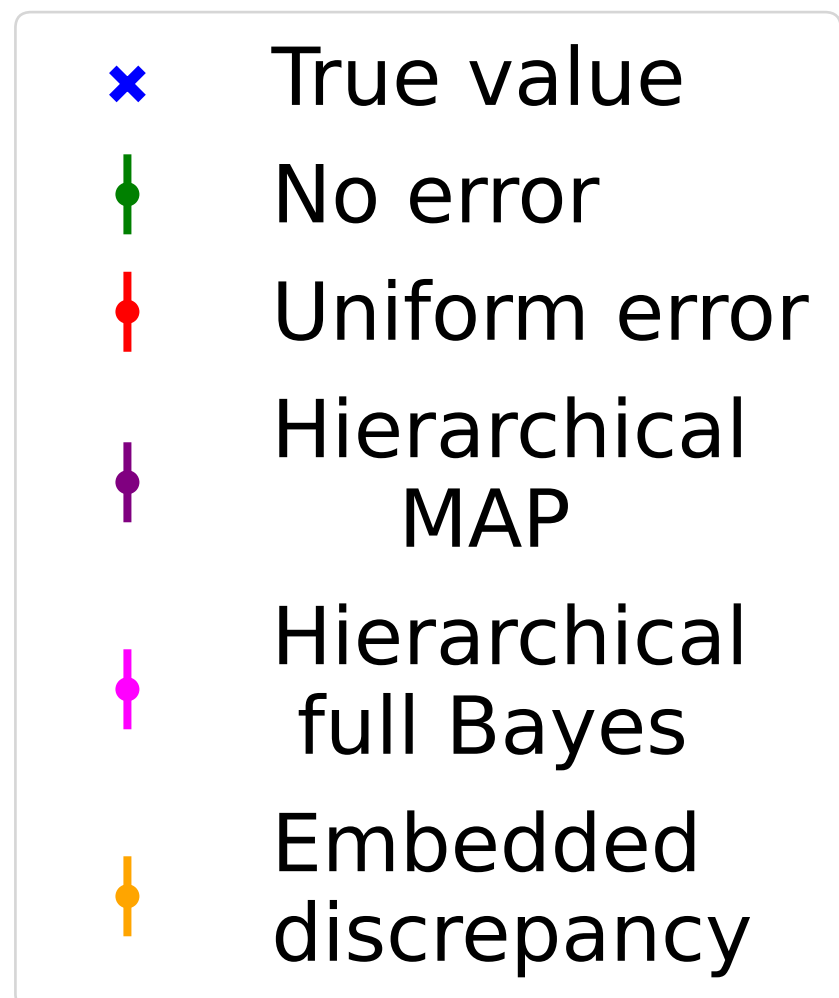 True value
No error
Uniform error
Hierarchical
MAP
Hierarchical
full Bayes
Embedded
discrepancy